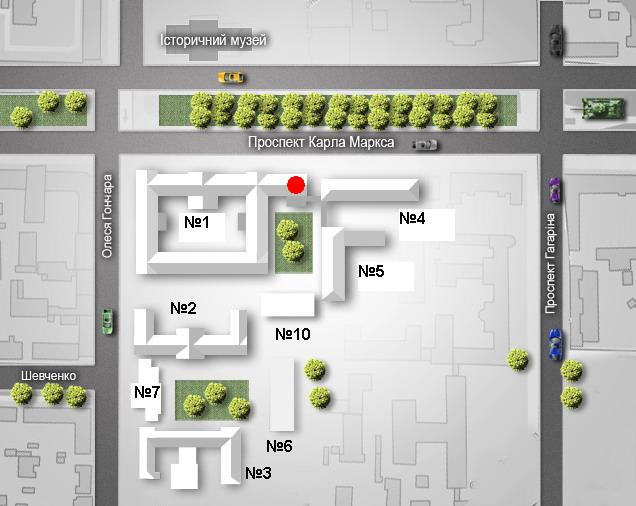 Історичний музей
Проспект Карла Маркса
Олеся Гончара
Проспект Гагаріна
№1
№4
№5
№2
№10
Шевченко
№7
№6
№3